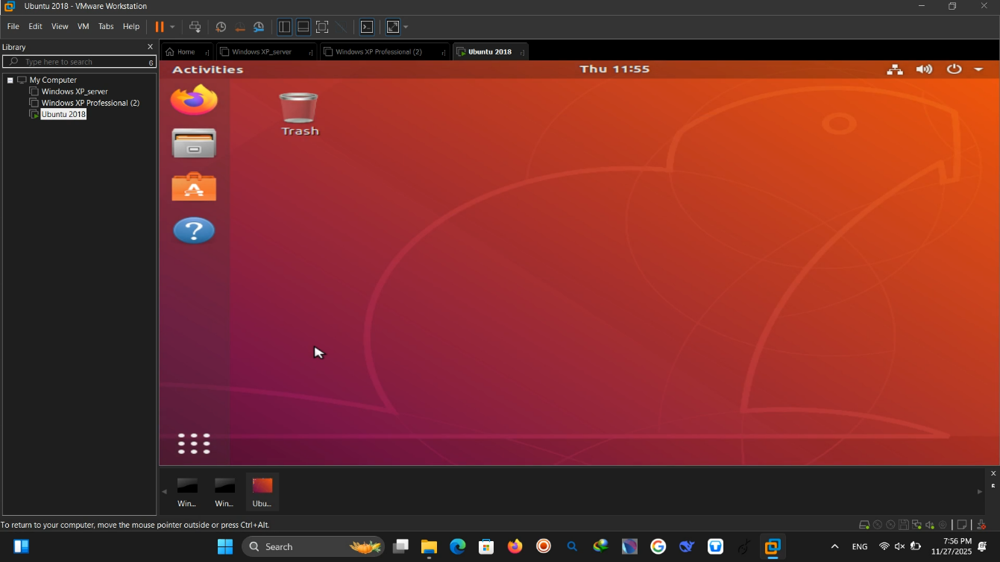 Ubuntu 2018 - VMware Workstation
File Edit View VM Tabs Help
Library X
Type here to search
My Computer
Windows XP_server
Windows XP Professional (2)
Ubuntu 2018
Home Windows XP_server Windows XP Professional (2) Ubuntu 2018
Activities Thu 11:55
Trash
Win... Win... Ubu...
To return to your computer, move the mouse pointer outside or press Ctrl+Alt.
Search ENG 7:56 PM
11/27/2025